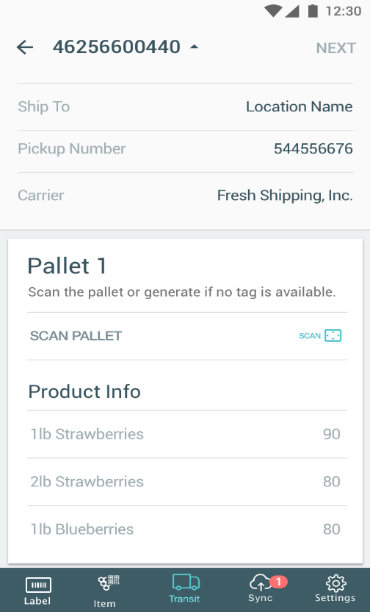 12:30
46256600440 NEXT
Ship To Location Name
Pickup Number 544556676
Carrier Fresh Shipping, Inc.
Pallet 1
Scan the pallet or generate if no tag is available.
SCAN PALLET SCAN
Product Info
1lb Strawberries 90
2lb Strawberries 80
1lb Blueberries 80
1
Label Item Transit Sync Settings